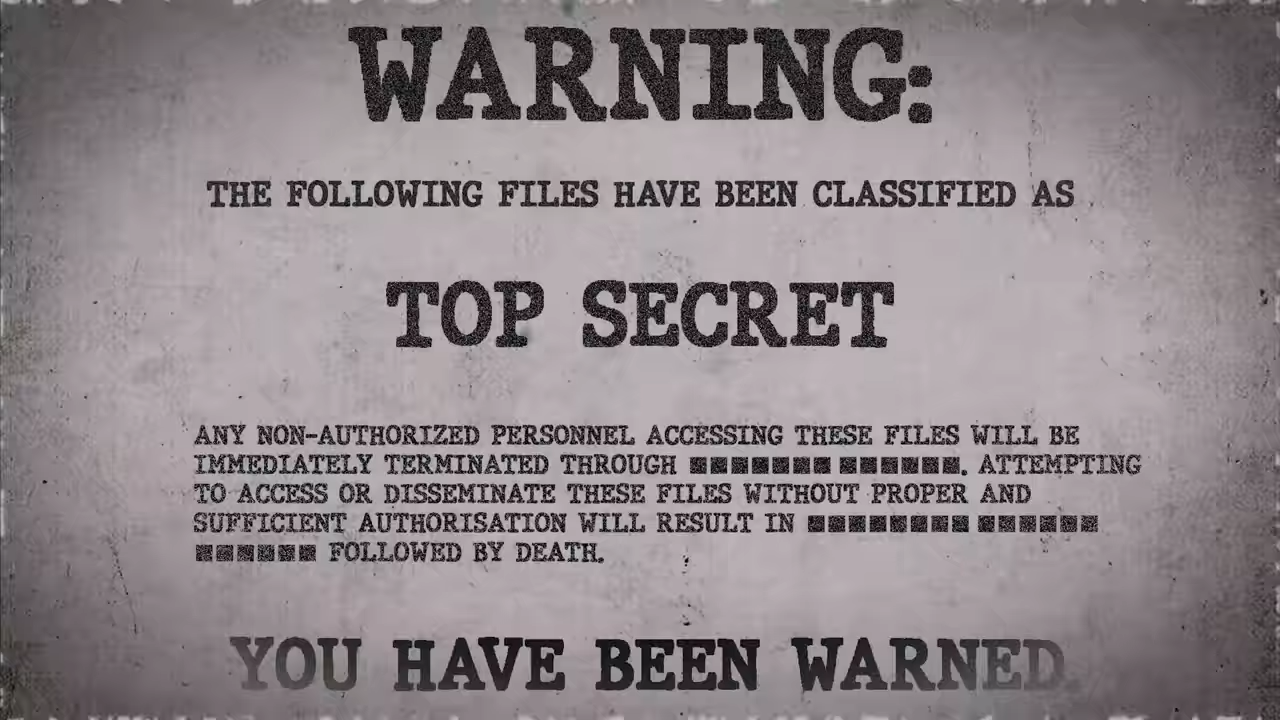 WARNING:
THE FOLLOWING FILES HAVE BEEN CLASSIFIED AS
TOP SECRET
ANY NON-AUTHORIZED PERSONNEL ACCESSING THESE FILES WILL BE
IMMEDIATELY TERMINATED THROUGH ■■■■■■■ ■■■■■■. ATTEMPTING
TO ACCESS OR DISSEMINATE THESE FILES WITHOUT PROPER AND
SUFFICIENT AUTHORISATION WILL RESULT IN ■■■■■■■■ ■■■■■■
■■■■■■ FOLLOWED BY DEATH.
YOU HAVE BEEN WARNED.